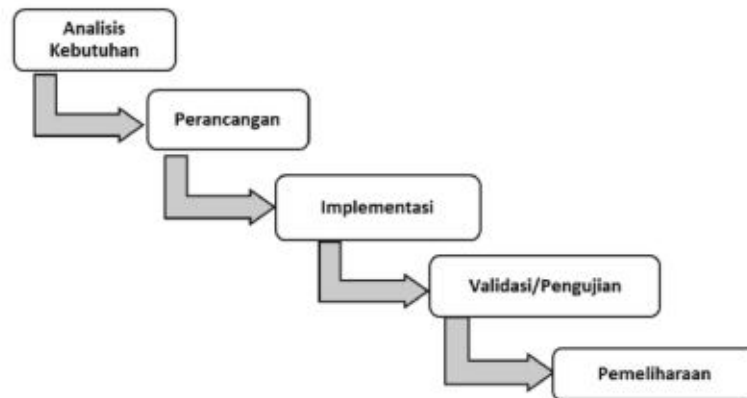 Analisis
Kebutuhan
Perancangan
Implementasi
Validasi/Pengujian
Pemeliharaan